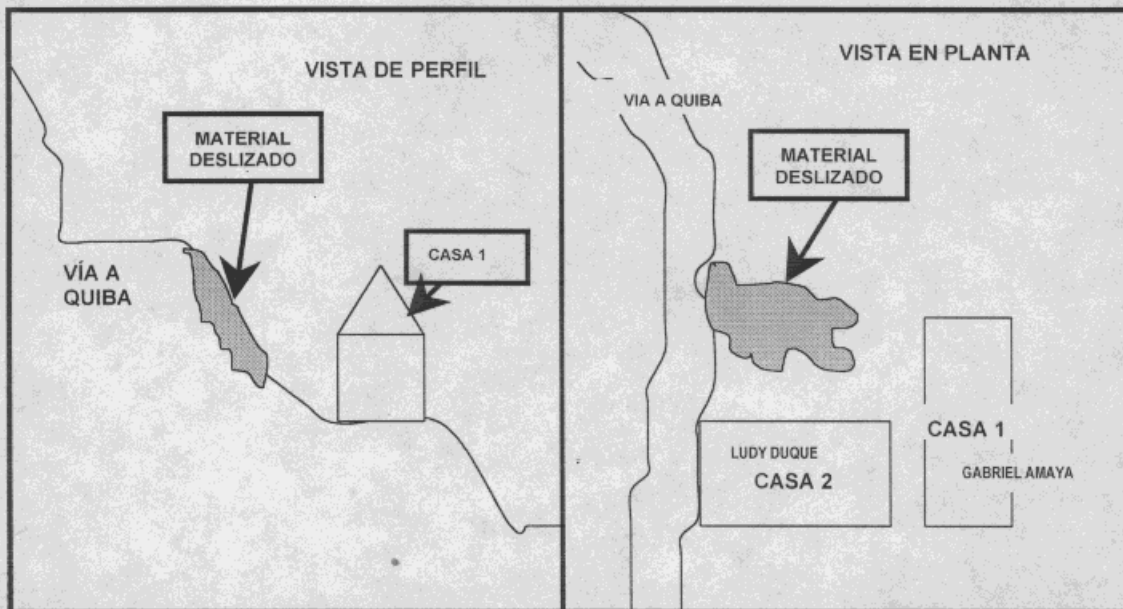 VISTA DE PERFIL
MATERIAL
DESLIZADO
CASA 1
VÍA A
QUIBA
VISTA EN PLANTA
VIA A QUIBA
MATERIAL
DESLIZADO
CASA 1
GABRIEL AMAYA
LUDY DUQUE
CASA 2